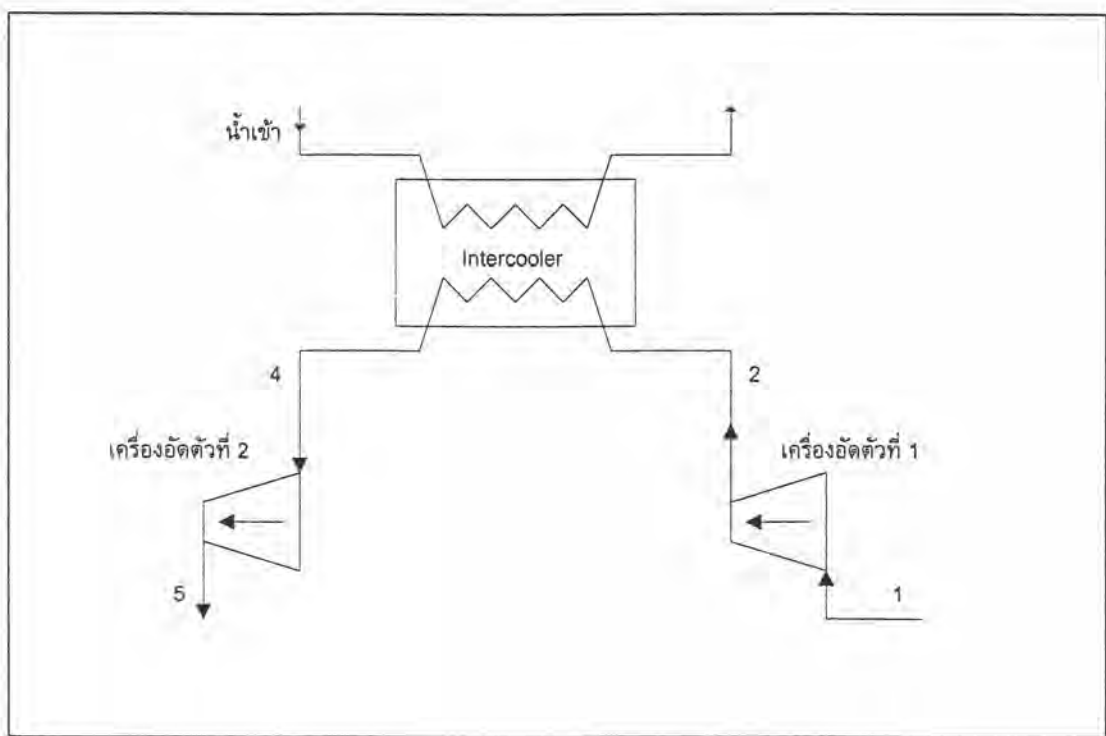 น้ำเข้า
Intercooler
4
2
เครื่องอัดตัวที่ 2
เครื่องอัดตัวที่ 1
5
1